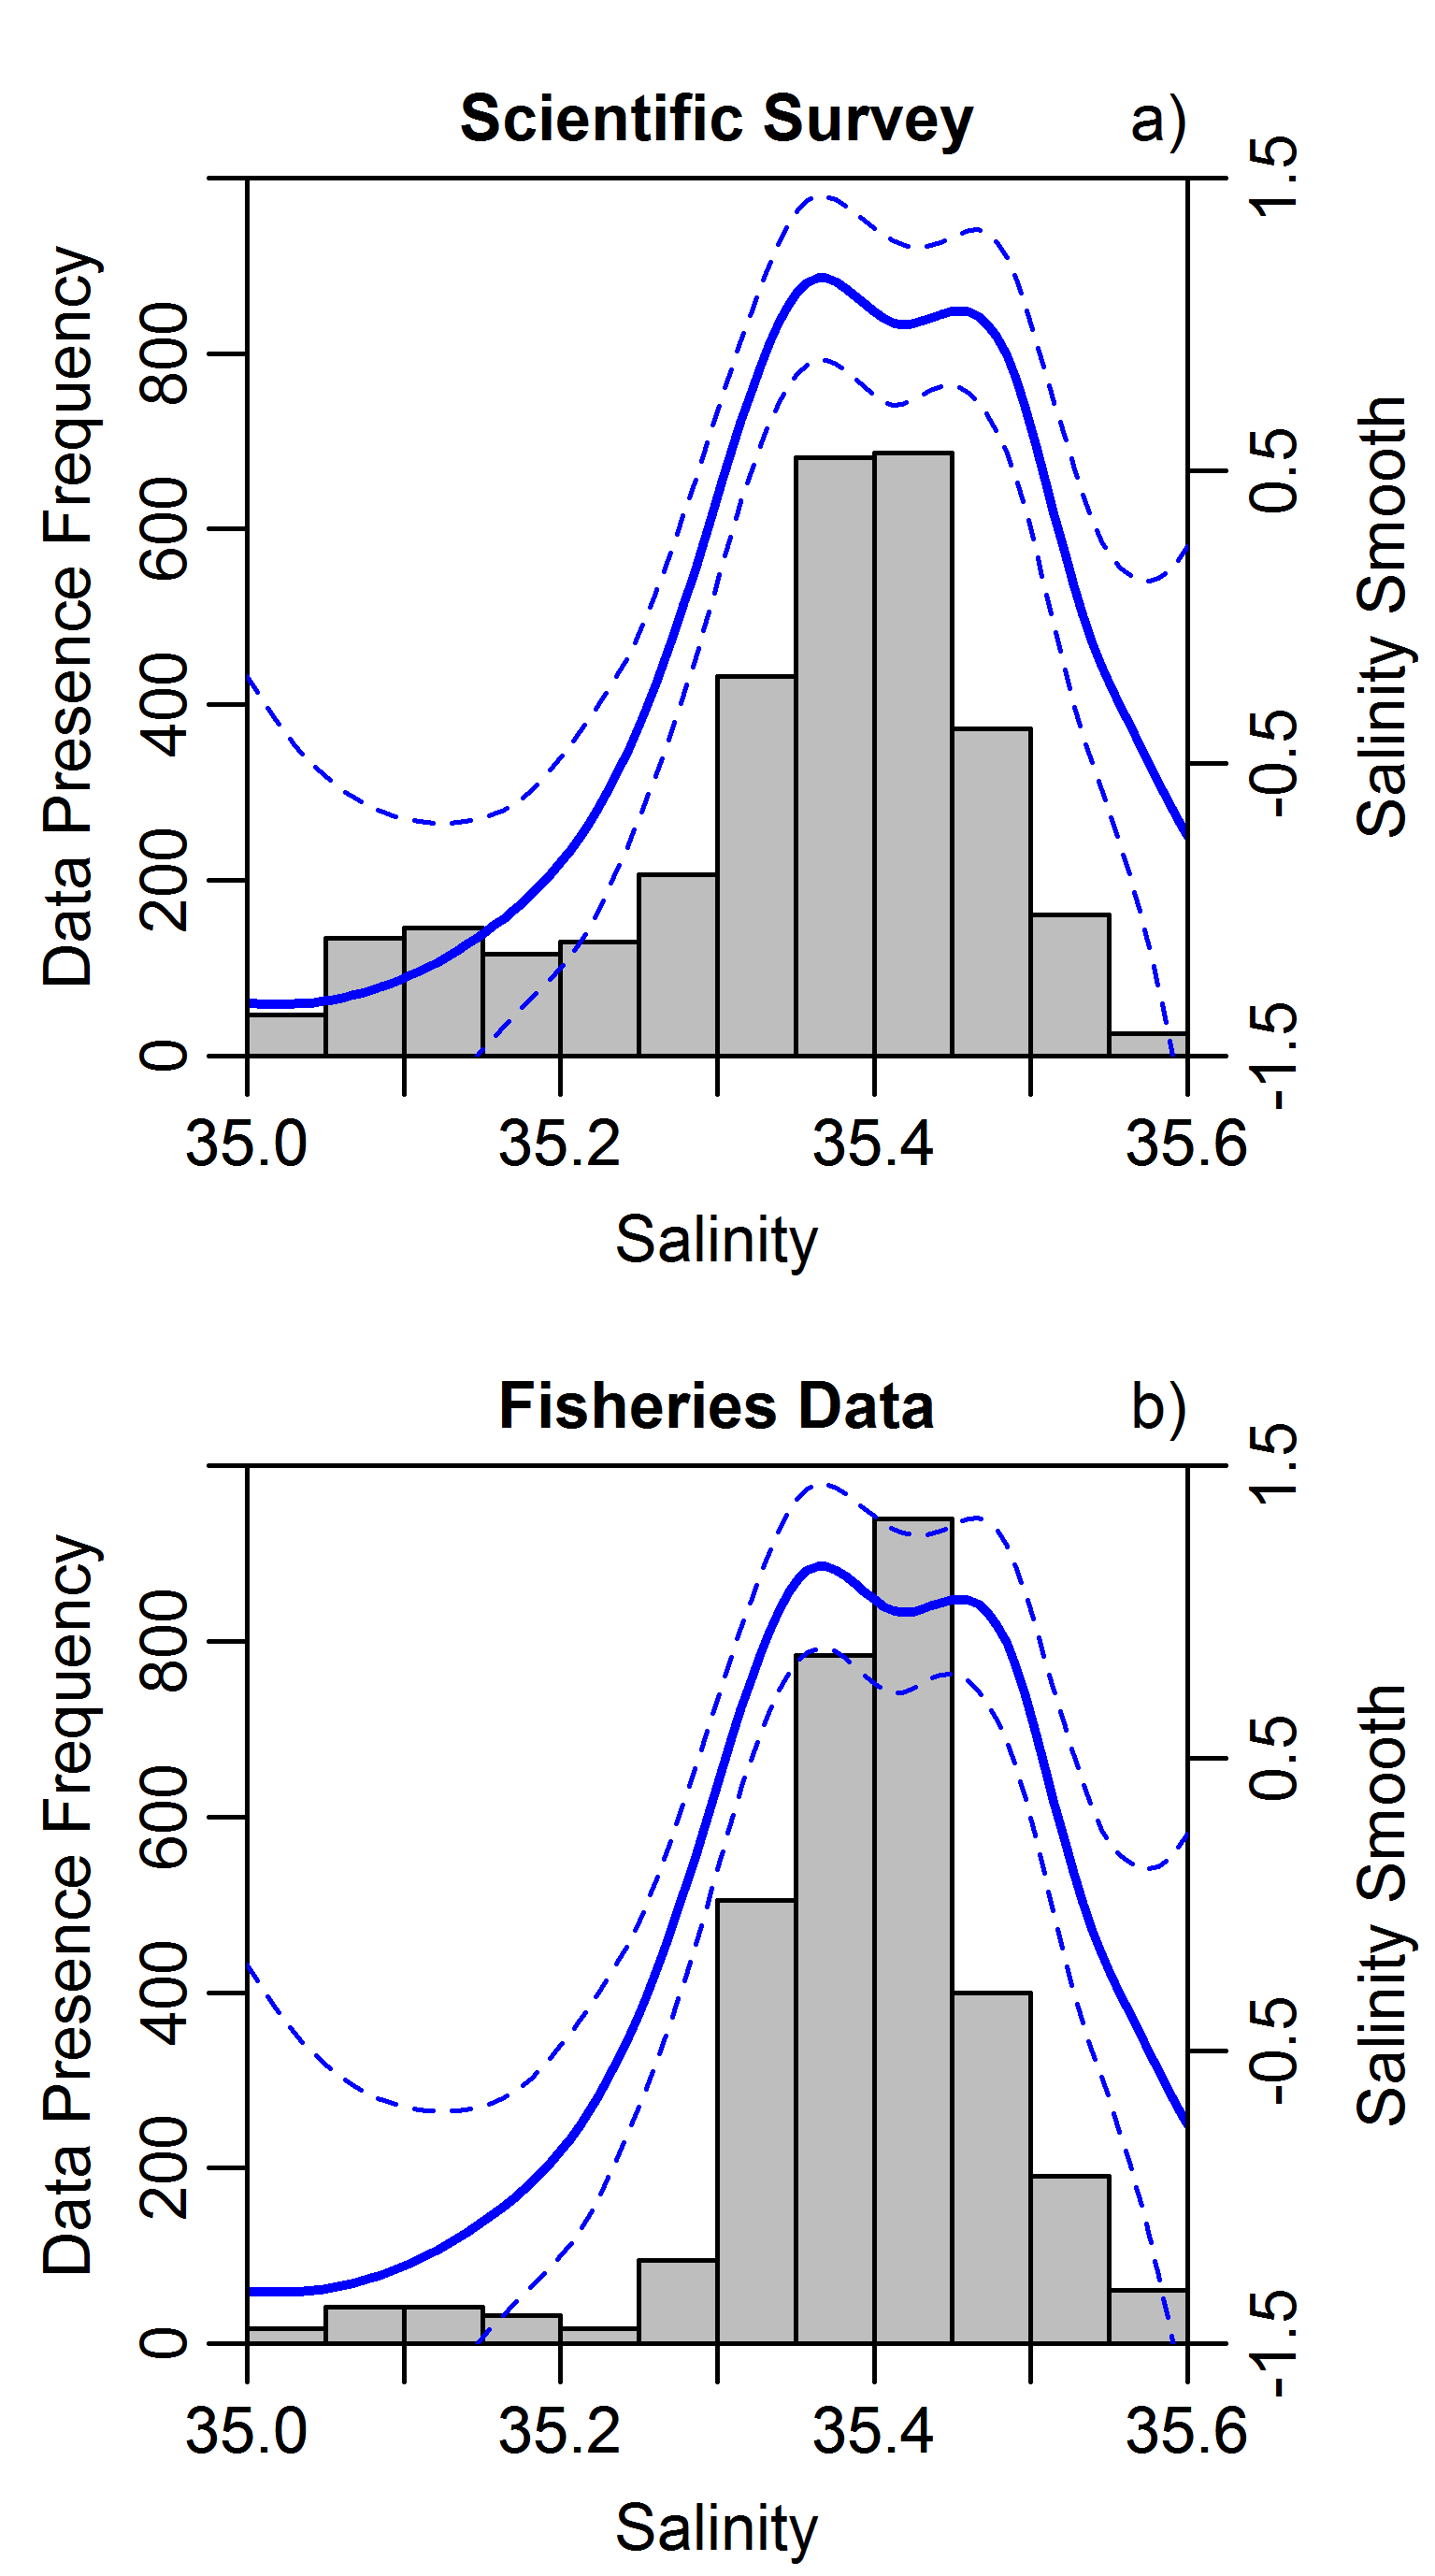 Scientific Survey a)
Data Presence Frequency
0 200 400 600 800
-1.5 -0.5 0.5 1.5
Salinity Smooth
35.0 35.2 35.4 35.6
Salinity
Fisheries Data b)
Data Presence Frequency
0 200 400 600 800
-1.5 -0.5 0.5 1.5
Salinity Smooth
35.0 35.2 35.4 35.6
Salinity